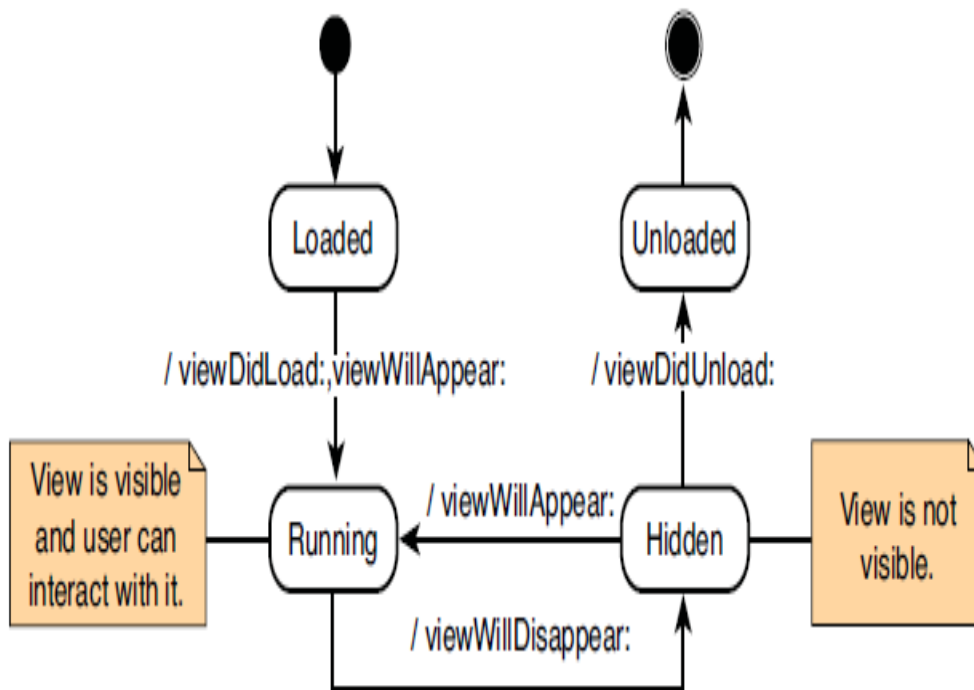 Loaded
Unloaded
/ viewDidLoad:,viewWillAppear:
/ viewDidUnload:
View is visible
and user can
interact with it.
Running
/ viewWillAppear:
Hidden
View is not
visible.
/ viewWillDisappear: